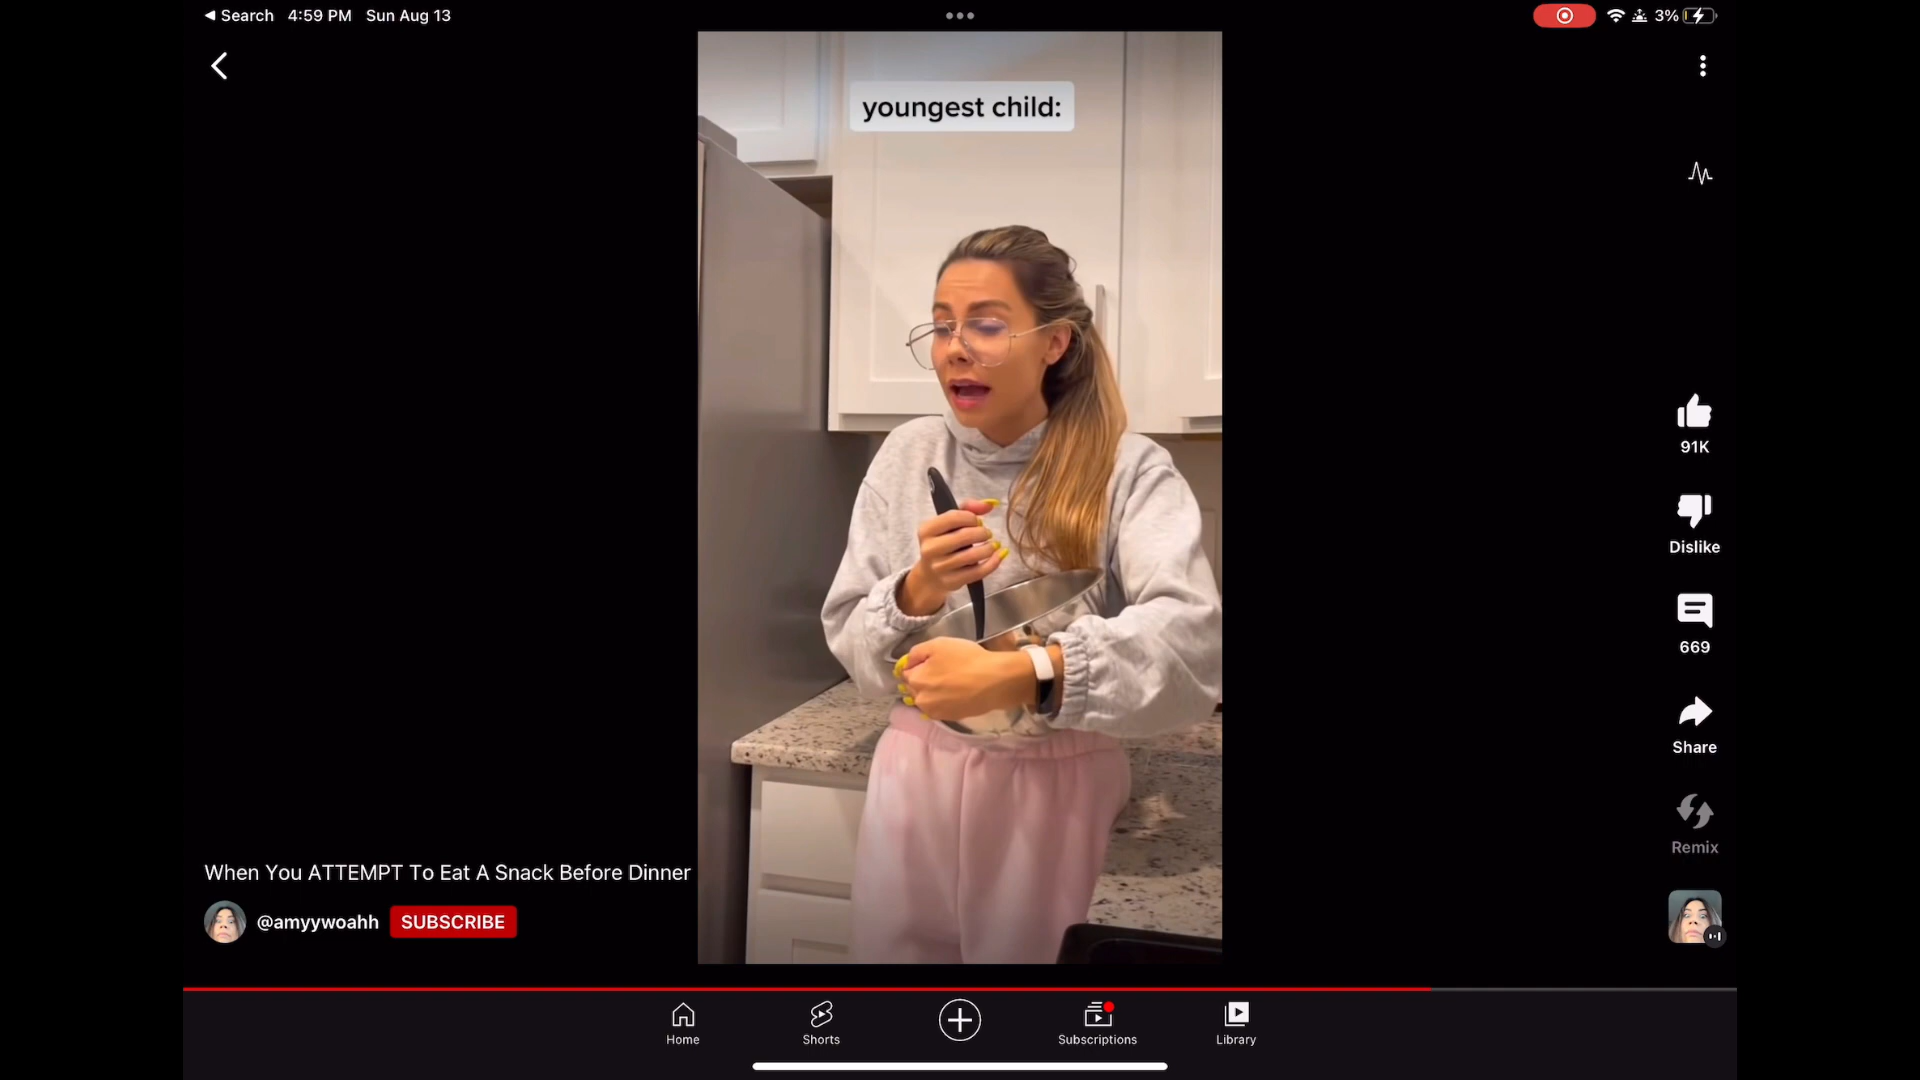 Search 4:59 PM Sun Aug 13
3%
youngest child:
91K
Dislike
669
Share
Remix
When You ATTEMPT To Eat A Snack Before Dinner
@amyywoahh SUBSCRIBE
Home Shorts Subscriptions Library